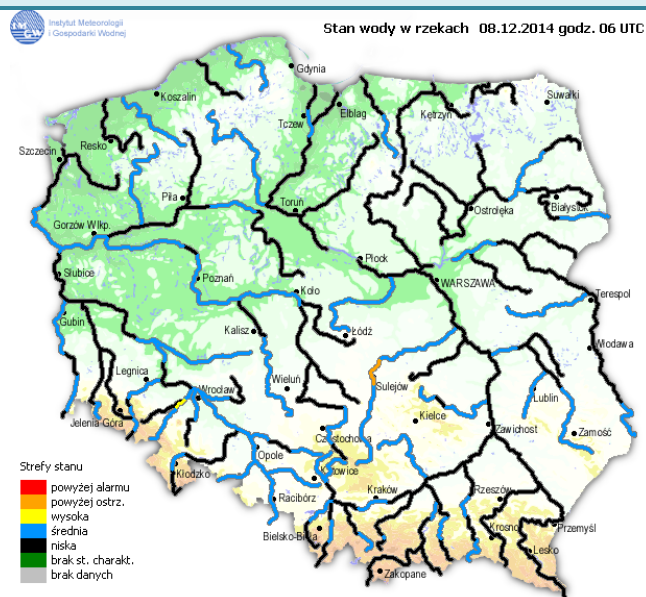 Instytut Meteorologii
i Gospodarki Wodnej
Stan wody w rzekach 08.12.2014 godz. 06 UTC
Gdynia
Koszalin
Suwałki
Elbląg
Kętrzyn
Tczew
Resko
Szczecin
Piła
Toruń
Ostrołęka
Białystok
Gorzów Wlkp.
Płock
Słubice
Poznań
WARSZAWA
Koło
Terespol
Gubin
Kalisz
Łódź
Włodawa
Legnica
Wieluń
Sulejów
Wrocław
Lublin
Jelenia Góra
Kielce
Zawichost
Zamość
Częstochowa
Opole
Strefy stanu
Kłodzko
Katowice
powyżej alarmu
Kraków
Rzeszów
powyżej ostrz.
Racibórz
wysoka
średnia
Krosno
Przemyśl
Bielsko-Biała
niska
Lesko
brak st. charakt.
Zakopane
brak danych